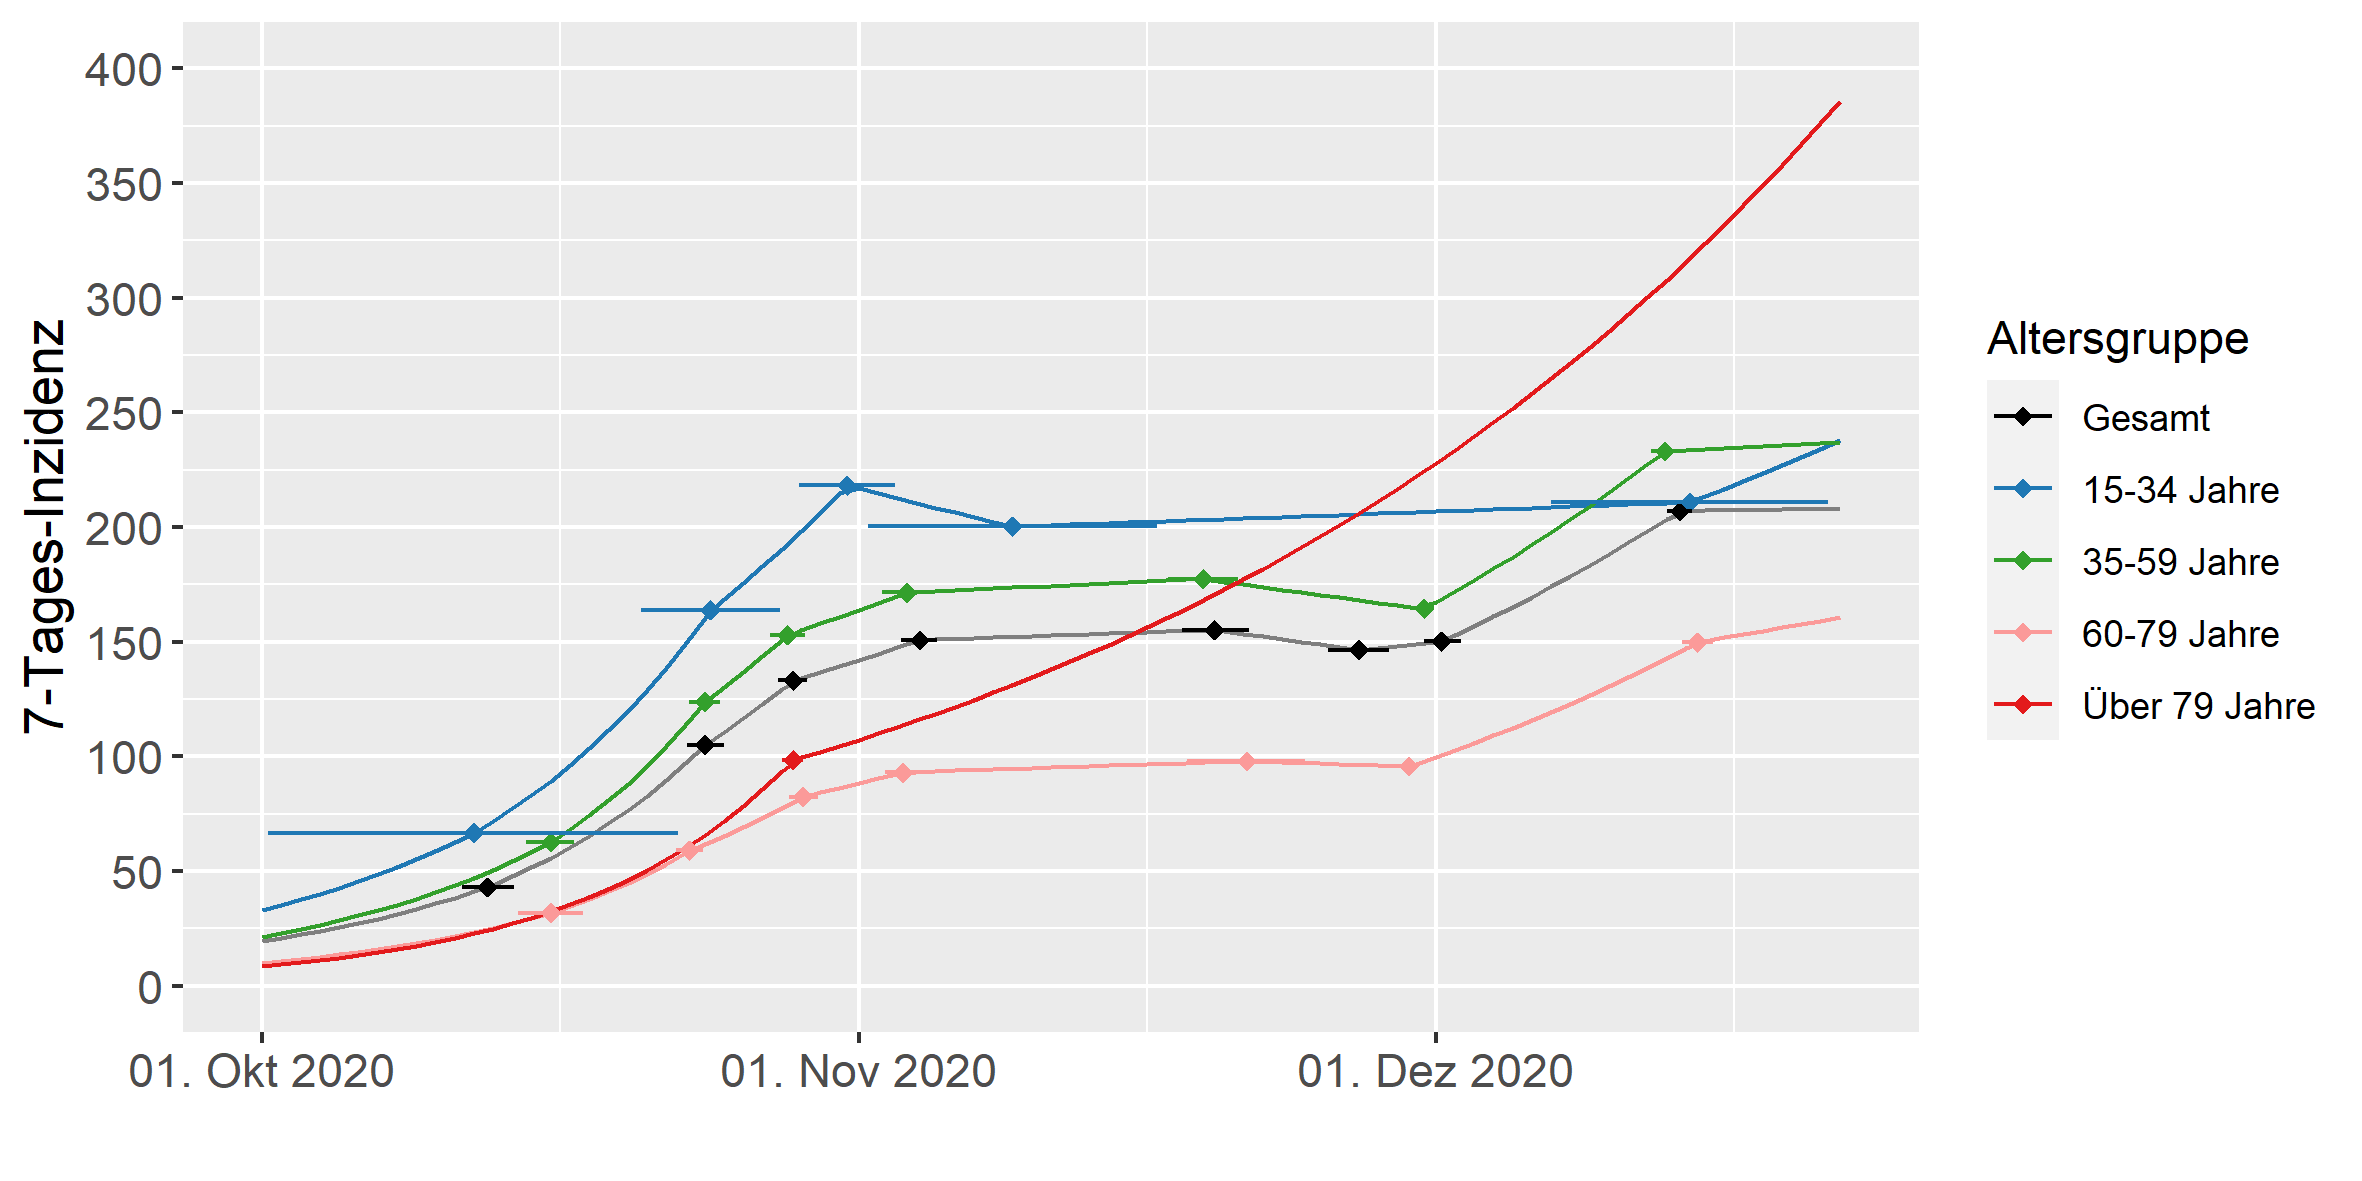 7-Tages-Inzidenz
400
350
300
250
200
150
100
50
0
01. Okt 2020
01. Nov 2020
01. Dez 2020
Altersgruppe
Gesamt
15-34 Jahre
35-59 Jahre
60-79 Jahre
Über 79 Jahre